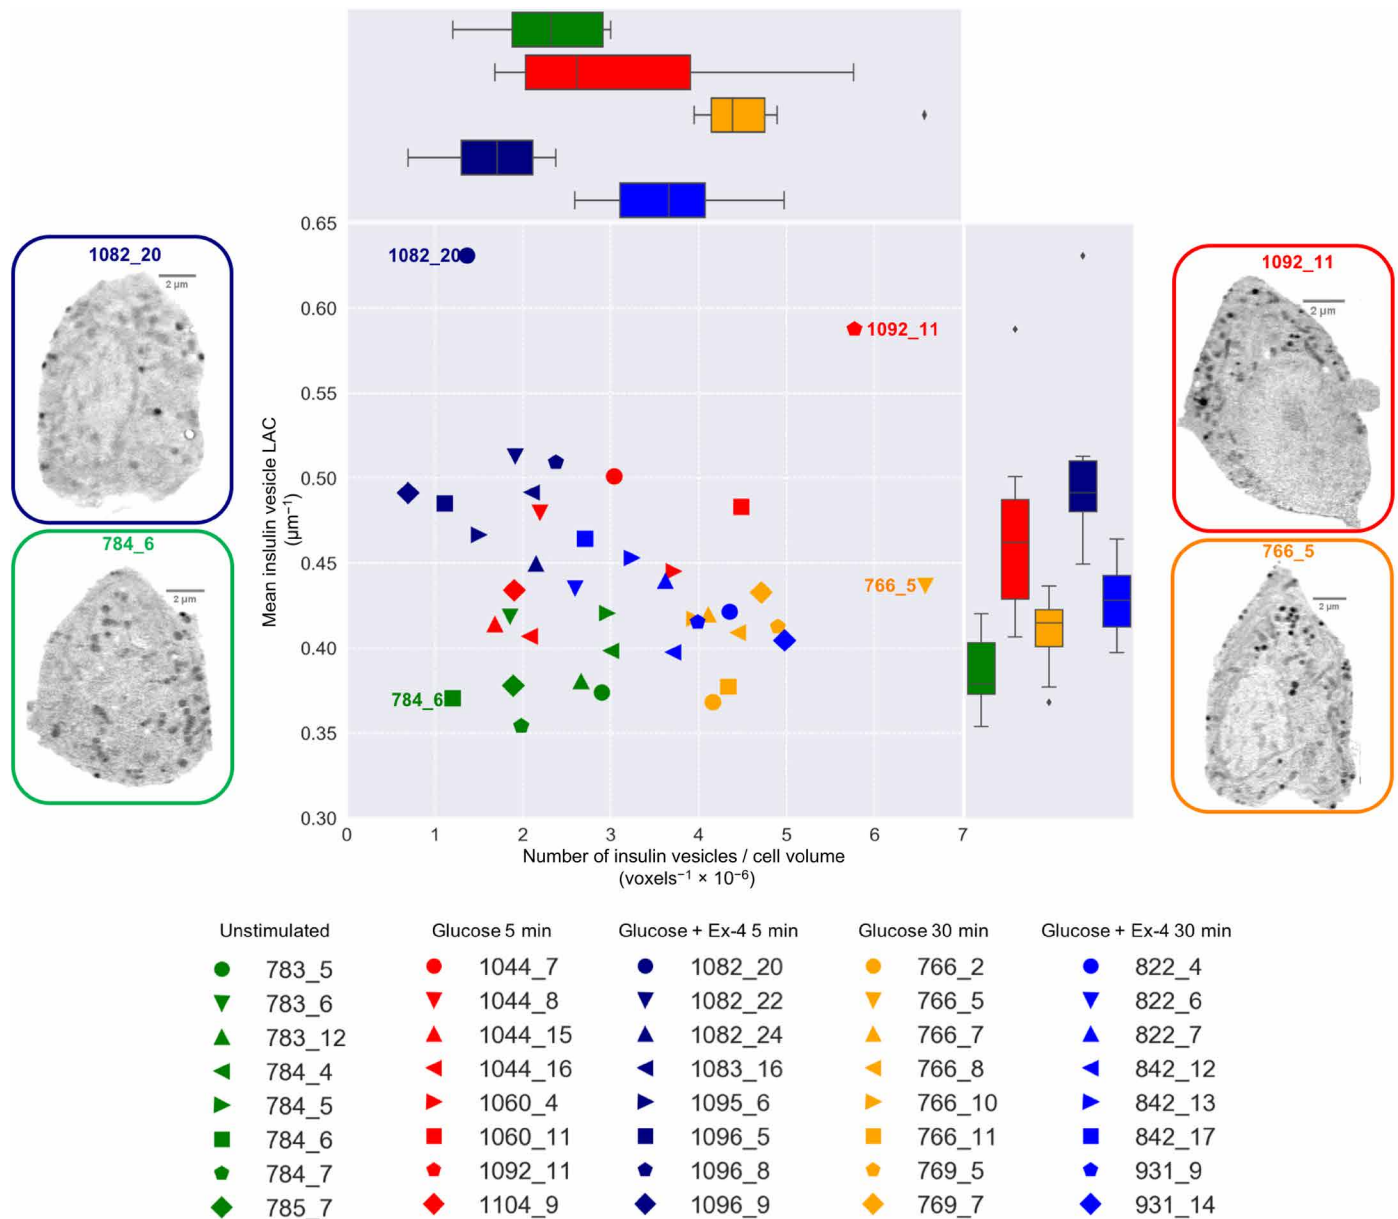 0.65
1082_20
2 μm
1082_20
1092_11
2 μm
0.60
1092_11
0.55
Mean inslulin vesicle LAC
(μm⁻¹)
0.50
784_6
2 μm
0.45
766_5
766_5
2 μm
0.40
784_6
0.35
0.30
0 1 2 3 4 5 6 7
Number of insulin vesicles / cell volume
(voxels⁻¹ × 10⁻⁶)
Unstimulated Glucose 5 min Glucose + Ex-4 5 min Glucose 30 min Glucose + Ex-4 30 min
783_5 1044_7 1082_20 766_2 822_4
783_6 1044_8 1082_22 766_5 822_6
783_12 1044_15 1082_24 766_7 822_7
784_4 1044_16 1083_16 766_8 842_12
784_5 1060_4 1095_6 766_10 842_13
784_6 1060_11 1096_5 766_11 842_17
784_7 1092_11 1096_8 769_5 931_9
785_7 1104_9 1096_9 769_7 931_14